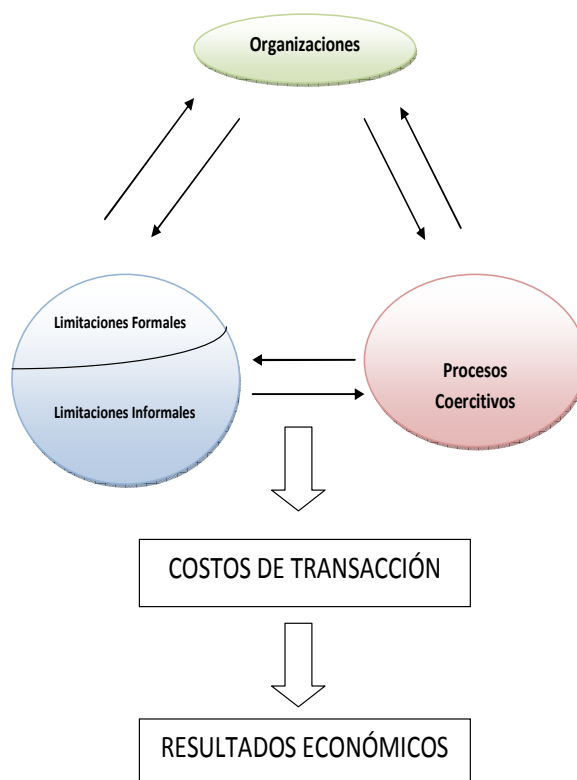 Organizaciones
Limitaciones Formales
Limitaciones Informales
Procesos
Coercitivos
COSTOS DE TRANSACCIÓN
RESULTADOS ECONÓMICOS